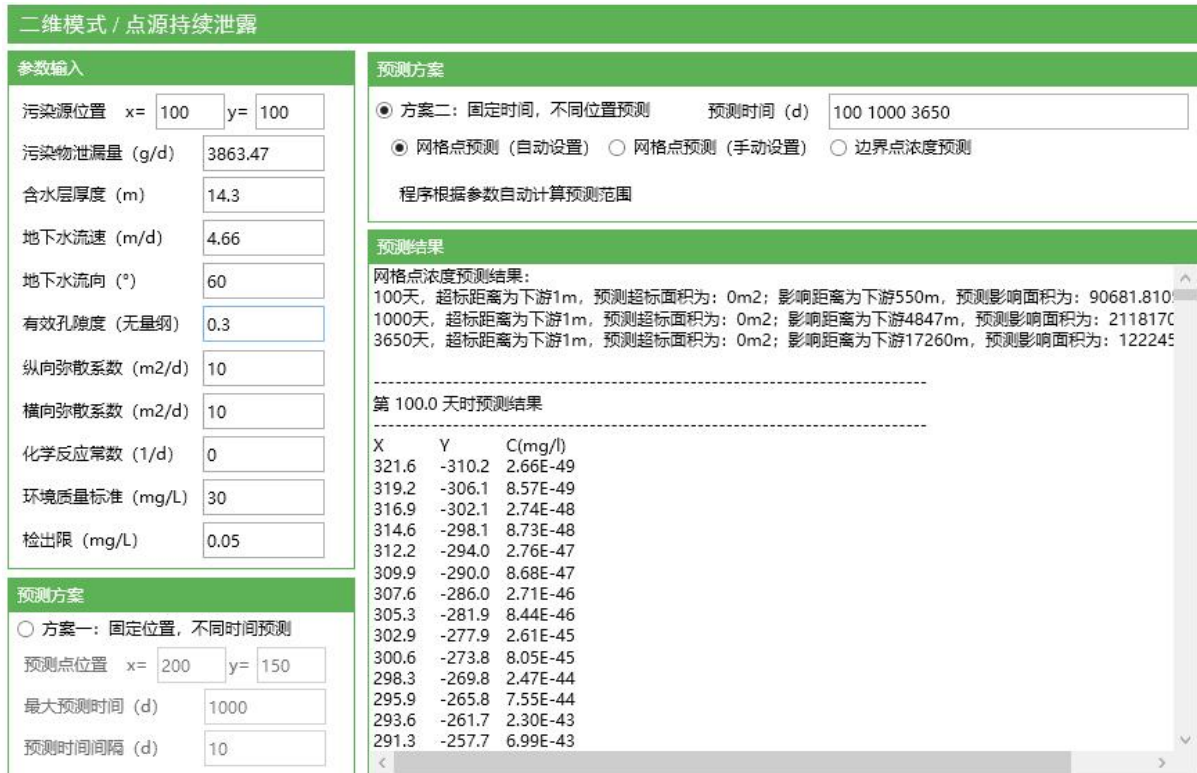 二维模式 / 点源持续泄露
参数输入
污染源位置 x= 100 y= 100
污染物泄漏量 (g/d) 3863.47
含水层厚度 (m) 14.3
地下水流速 (m/d) 4.66
地下水流向 (°) 60
有效孔隙度 (无量纲) 0.3
纵向弥散系数 (m2/d) 10
横向弥散系数 (m2/d) 10
化学反应常数 (1/d) 0
环境质量标准 (mg/L) 30
检出限 (mg/L) 0.05
预测方案
方案一：固定位置，不同时间预测
预测点位置 x= 200 y= 150
最大预测时间 (d) 1000
预测时间间隔 (d) 10
预测方案
方案二：固定时间，不同位置预测 预测时间 (d) 100 1000 3650
网格点预测（自动设置） 网格点预测（手动设置） 边界点浓度预测
程序根据参数自动计算预测范围
预测结果
网格点浓度预测结果：
100天，超标距离为下游1m，预测超标面积为：0m2；影响距离为下游550m，预测影响面积为：90681.810
1000天，超标距离为下游1m，预测超标面积为：0m2；影响距离为下游4847m，预测影响面积为：2118170
3650天，超标距离为下游1m，预测超标面积为：0m2；影响距离为下游17260m，预测影响面积为：122245
--------------------------------------------------------------------------------
第 100.0 天时预测结果
--------------------------------------------------------------------------------
X Y C(mg/l)
321.6 -310.2 2.66E-49
319.2 -306.1 8.57E-49
316.9 -302.1 2.74E-48
314.6 -298.1 8.73E-48
312.2 -294.0 2.76E-47
309.9 -290.0 8.68E-47
307.6 -286.0 2.71E-46
305.3 -281.9 8.44E-46
302.9 -277.9 2.61E-45
300.6 -273.8 8.05E-45
298.3 -269.8 2.47E-44
295.9 -265.8 7.55E-44
293.6 -261.7 2.30E-43
291.3 -257.7 6.99E-43